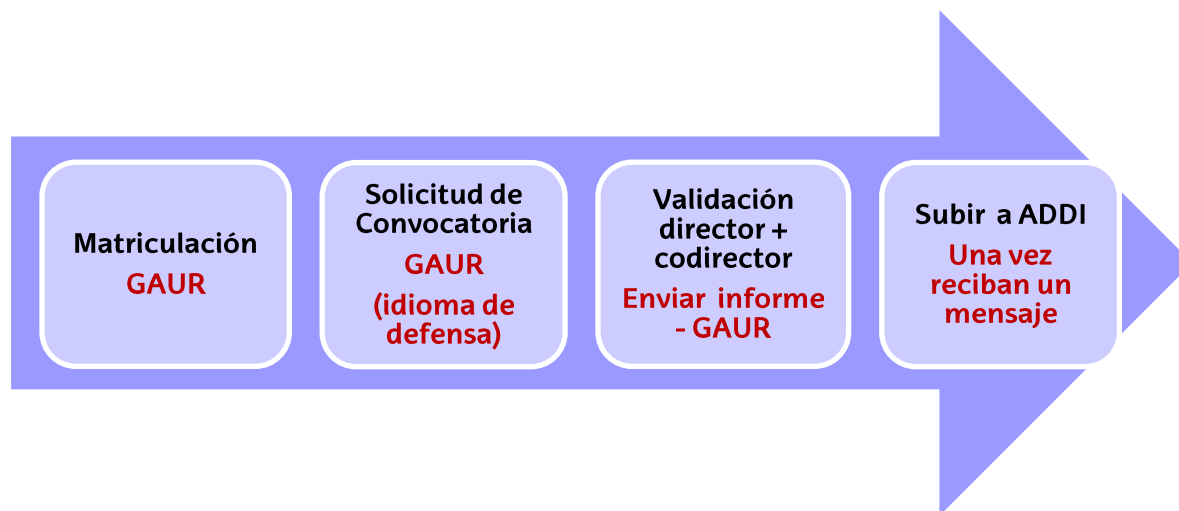 Matriculación
GAUR
Solicitud de
Convocatoria
GAUR
(idioma de
defensa)
Validación
director +
codirector
Enviar informe
- GAUR
Subir a ADDI
Una vez
reciban un
mensaje